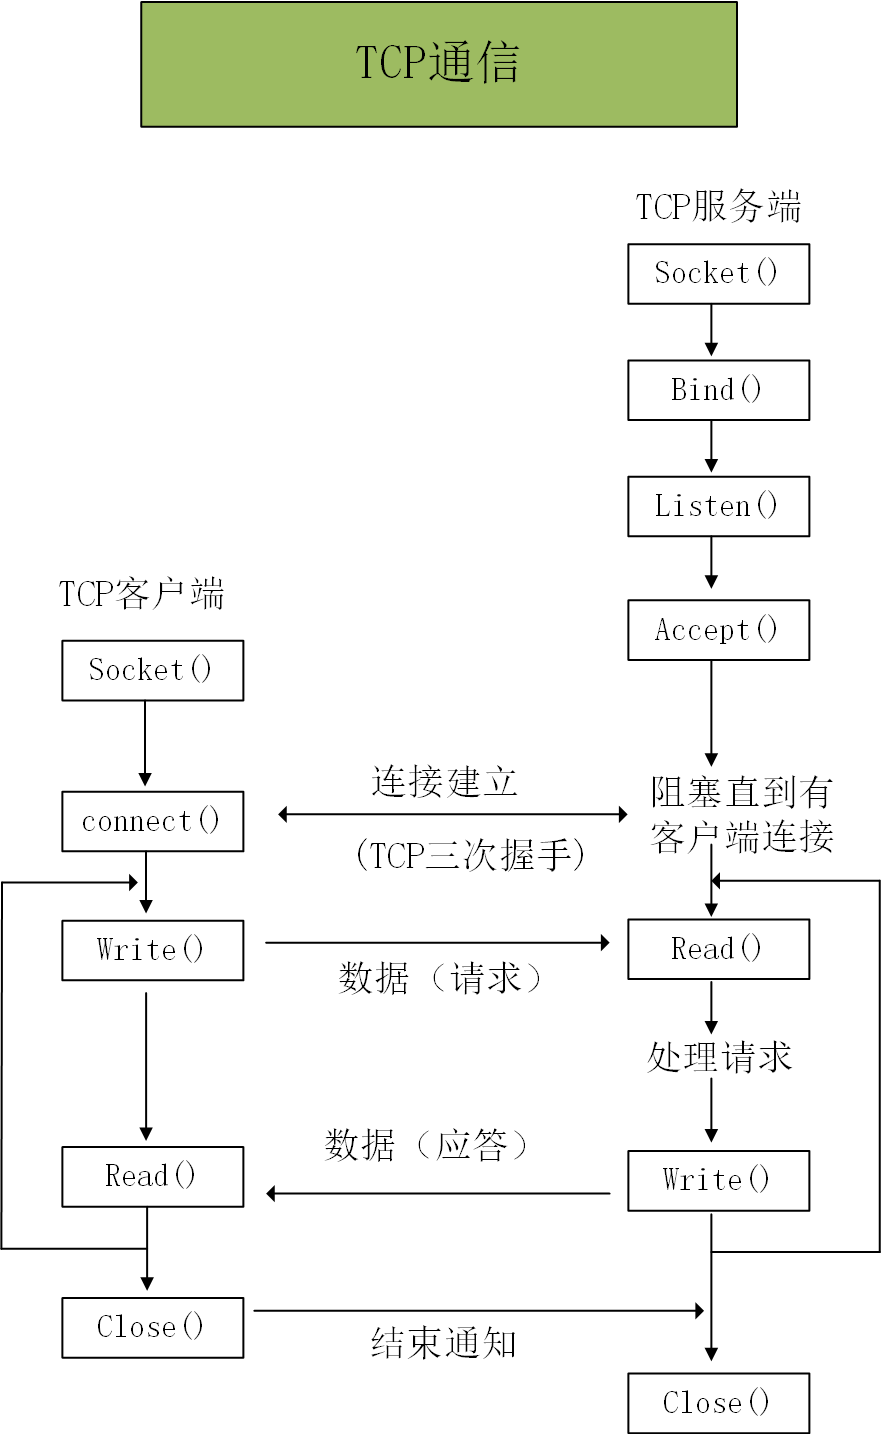 TCP通信
TCP服务端
Socket()
Bind()
Listen()
Accept()
TCP客户端
Socket()
connect()
连接建立
(TCP三次握手)
阻塞直到有
客户端连接
Write()
数据（请求）
Read()
处理请求
数据（应答）
Read()
Write()
Close()
结束通知
Close()